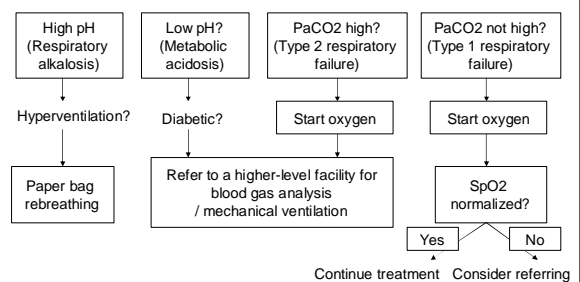 High pH
(Respiratory
alkalosis)
Low pH?
(Metabolic
acidosis)
PaCO2 high?
(Type 2 respiratory
failure)
PaCO2 not high?
(Type 1 respiratory
failure)
Hyperventilation?
Diabetic?
Start oxygen
Start oxygen
Paper bag
rebreathing
Refer to a higher-level facility for
blood gas analysis
/ mechanical ventilation
SpO2
normalized?
Yes
No
Continue treatment
Consider referring